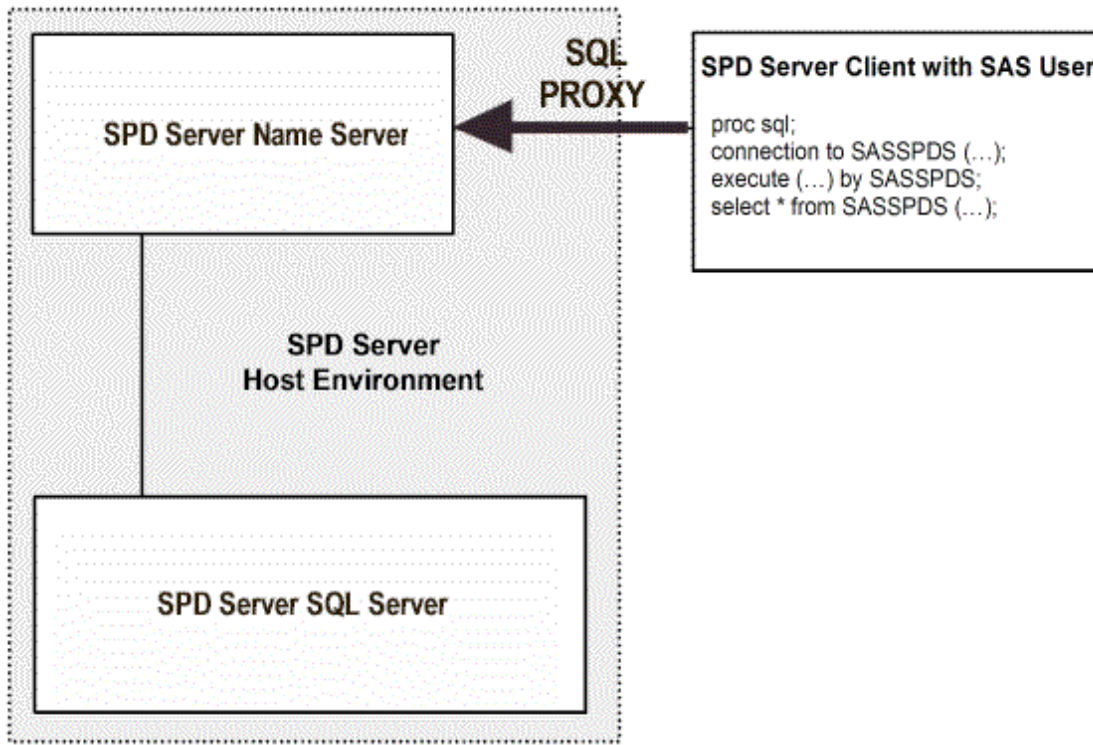 SPD Server Name Server
SQL
PROXY
SPD Server Client with SAS User
proc sql;
connection to SASSPDS (…);
execute (…) by SASSPDS;
select * from SASSPDS (…);
SPD Server
Host Environment
SPD Server SQL Server